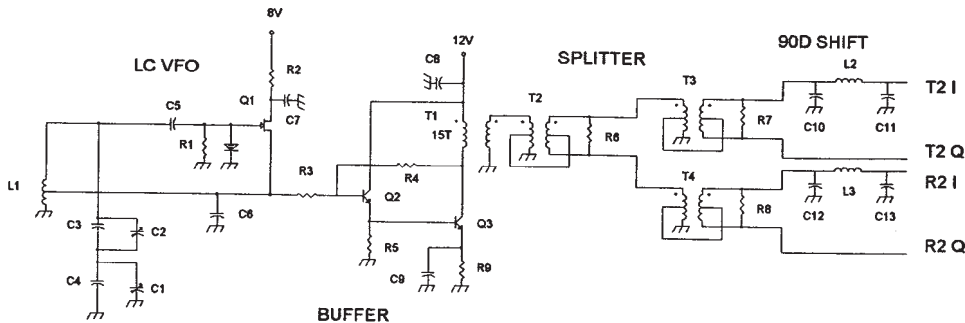 8V
12V
LC VFO
R2
C8
SPLITTER
90D SHIFT
L2
T2 I
C5
Q1
C7
T1
15T
T2
T3
C10
C11
R1
R6
R7
R3
R4
T2 Q
R2 I
L1
Q2
T4
C12
L3
C13
C6
Q3
R8
C3
C2
R5
C9
R9
R2 Q
C4
C1
BUFFER